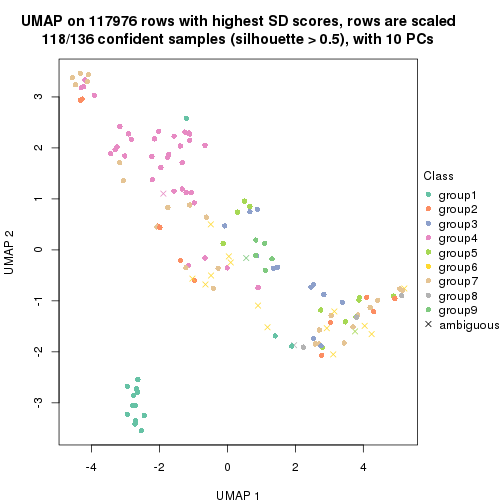 UMAP on 117976 rows with highest SD scores, rows are scaled
118/136 confident samples (silhouette > 0.5), with 10 PCs
3
2
1
0
-1
-2
-3
UMAP 2
-4
-2
0
2
4
UMAP 1
Class
group1
group2
group3
group4
group5
group6
group7
group8
group9
ambiguous